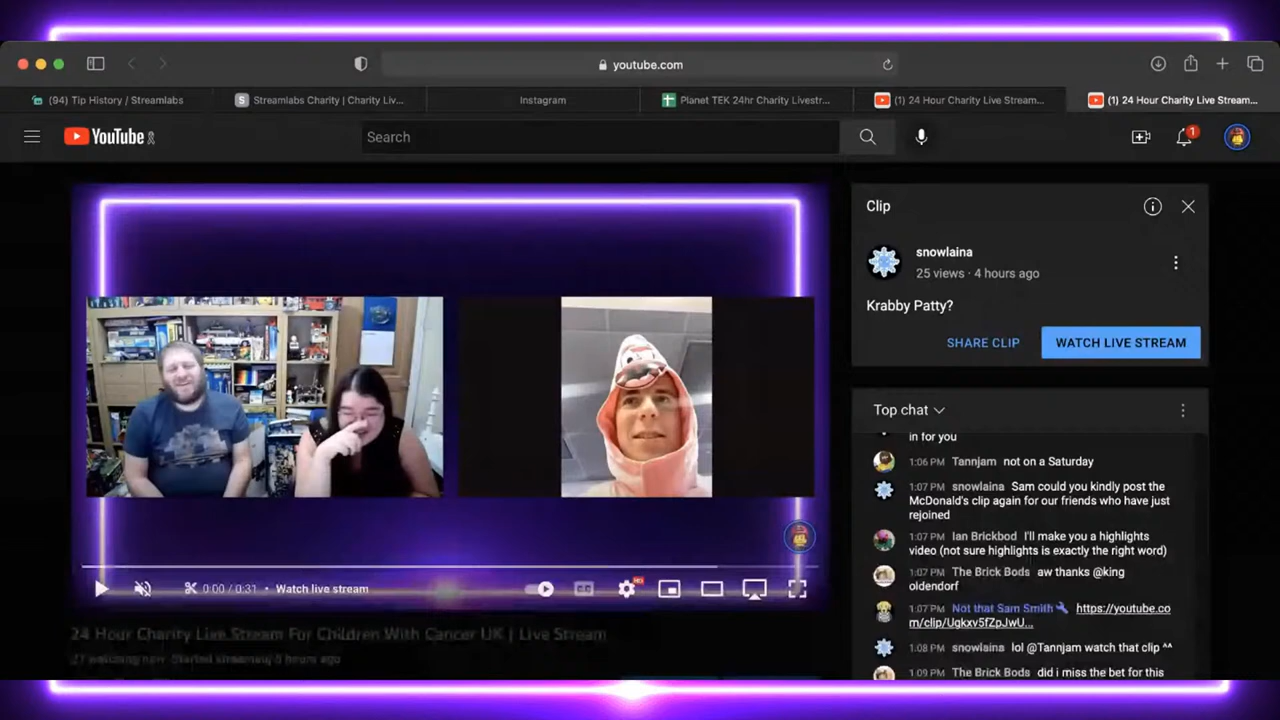 youtube.com
(94) Tip History / Streamlabs
Streamlabs Charity | Charity Liv...
Instagram
Planet TEK 24hr Charity Livestr...
(1) 24 Hour Charity Live Stream...
(1) 24 Hour Charity Live Stream...
YouTube
Search
1
Clip
snowlaina
25 views · 4 hours ago
Krabby Patty?
SHARE CLIP
WATCH LIVE STREAM
Top chat
in for you
1:06 PM Tannjam not on a Saturday
1:07 PM snowlaina Sam could you kindly post the
McDonald's clip again for our friends who have just
rejoined
1:07 PM Ian Brickbod I'll make you a highlights
video (not sure highlights is exactly the right word)
1:07 PM The Brick Bods aw thanks @king
oldendorf
1:07 PM Not that Sam Smith https://youtube.co
m/clip/Ugkxv5fZpJwU...
1:08 PM snowlaina lol @Tannjam watch that clip ^^
1:09 PM The Brick Bods did i miss the bet for this
0:00 / 0:31 • Watch live stream
24 Hour Charity Live Stream For Children With Cancer UK | Live Stream
watching now Started streaming 5 hours ago